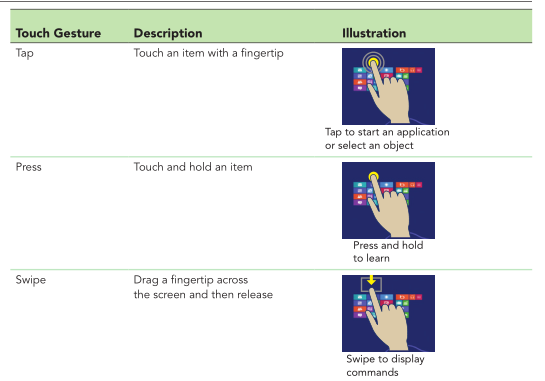 Touch Gesture Description Illustration
Tap Touch an item with a fingertip
Tap to start an application
or select an object
Press Touch and hold an item
Press and hold
to learn
Swipe Drag a fingertip across
the screen and then release
Swipe to display
commands